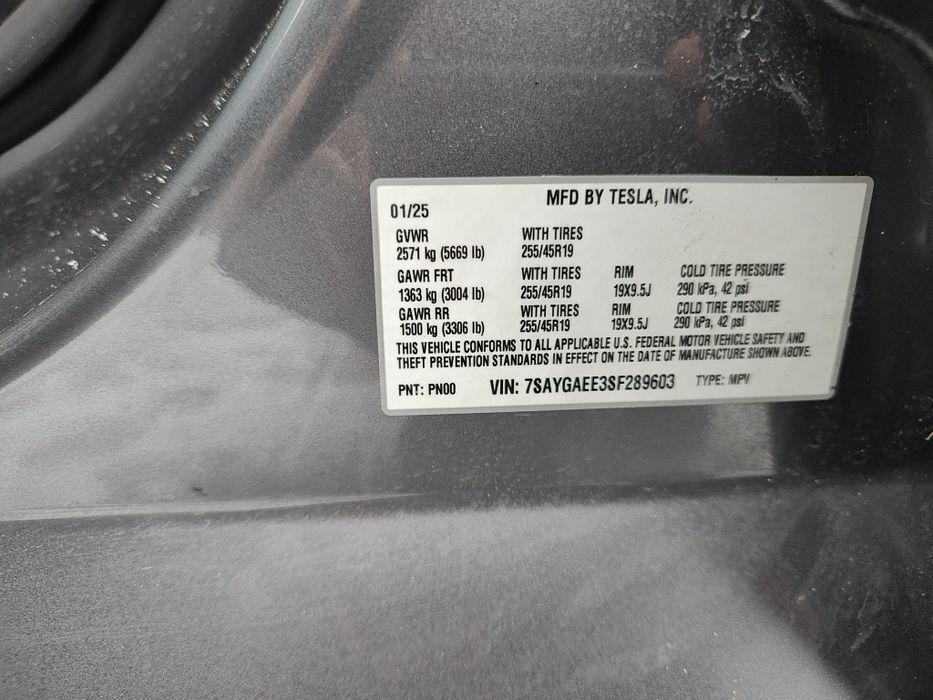 MFD BY TESLA, INC.
01/25
GVWR WITH TIRES
2571 kg (5669 lb) 255/45R19
GAWR FRT WITH TIRES RIM COLD TIRE PRESSURE
1363 kg (3004 lb) 255/45R19 19X9.5J 290 kPa, 42 psi
GAWR RR WITH TIRES RIM COLD TIRE PRESSURE
1500 kg (3306 lb) 255/45R19 19X9.5J 290 kPa, 42 psi
THIS VEHICLE CONFORMS TO ALL APPLICABLE U.S. FEDERAL MOTOR VEHICLE SAFETY AND
THEFT PREVENTION STANDARDS IN EFFECT ON THE DATE OF MANUFACTURE SHOWN ABOVE.
PNT: PN00 VIN: 7SAYGAEE3SF289603 TYPE: MPV